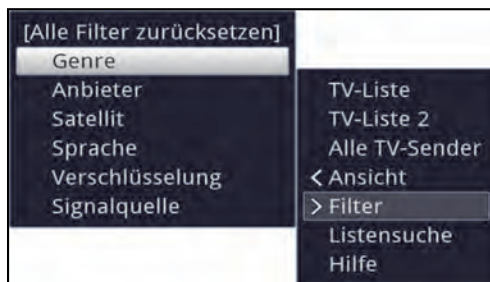 [Alle Filter zurücksetzen]
Genre
Anbieter
Satellit
Sprache
Verschlüsselung
Signalquelle
TV-Liste
TV-Liste 2
Alle TV-Sender
< Ansicht
> Filter
Listensuche
Hilfe